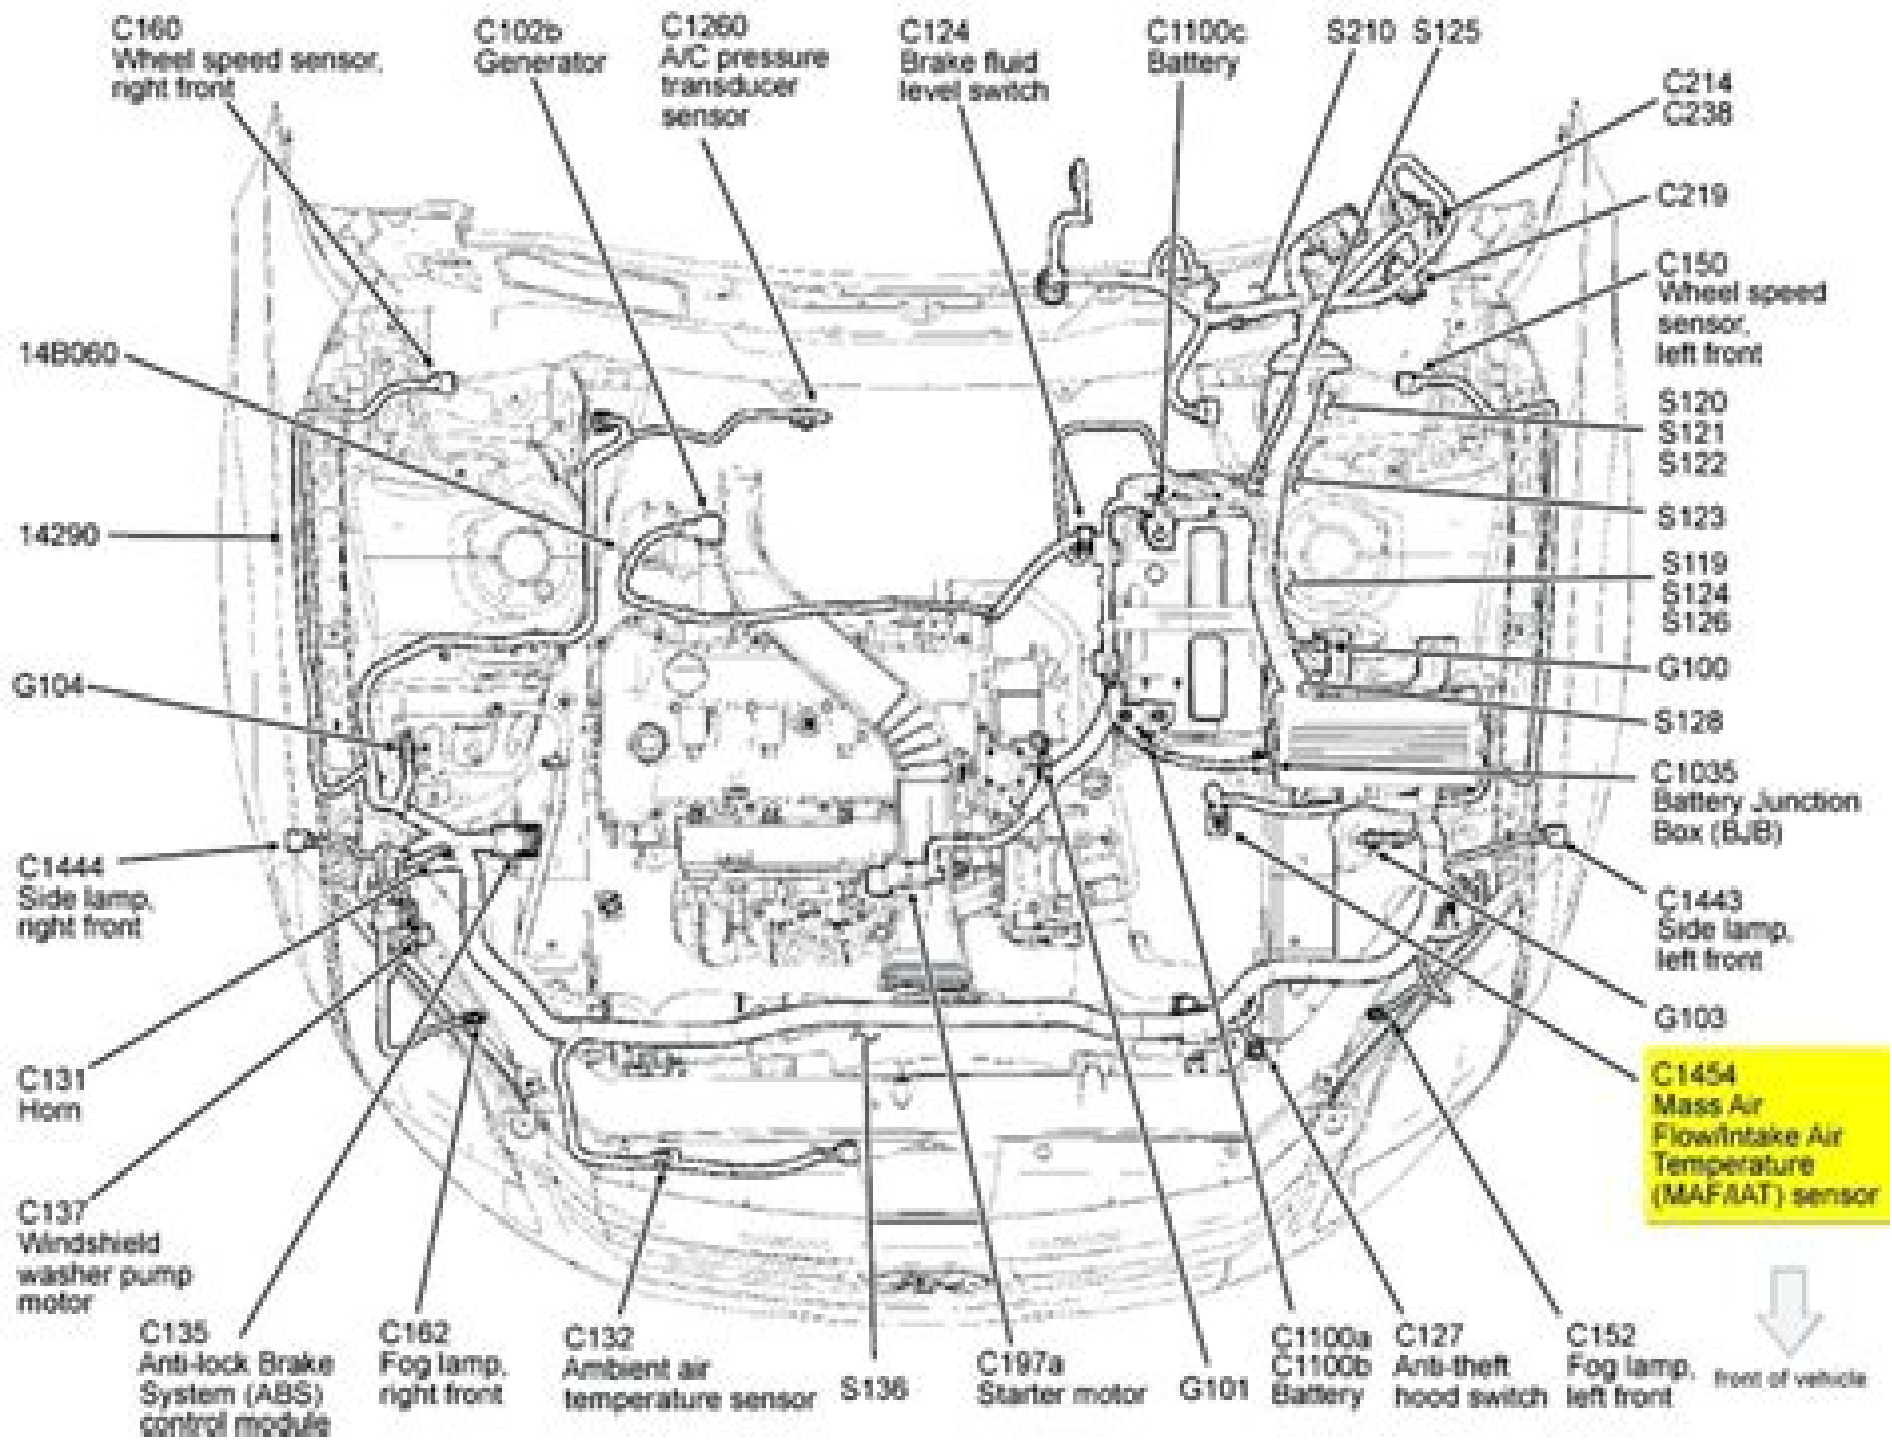 C160
Wheel speed sensor,
right front
C102b
Generator
C1260
A/C pressure
transducer
sensor
C124
Brake fluid
level switch
C1100c
Battery
S210
S125
C214
C238
C219
C150
Wheel speed
sensor,
left front
S120
S121
S122
S123
S119
S124
S126
G100
S128
C1035
Battery Junction
Box (BJB)
C1443
Side lamp,
left front
G103
C1454
Mass Air
Flow/Intake Air
Temperature
(MAF/IAT) sensor
14B060
14290
G104
C1444
Side lamp,
right front
C131
Horn
C137
Windshield
washer pump
motor
C135
Anti-lock Brake
System (ABS)
control module
C162
Fog lamp,
right front
C132
Ambient air
temperature sensor
S136
C197a
Starter motor
G101
C1100a
C1100b
Battery
C127
Anti-theft
hood switch
C152
Fog lamp,
left front
front of vehicle